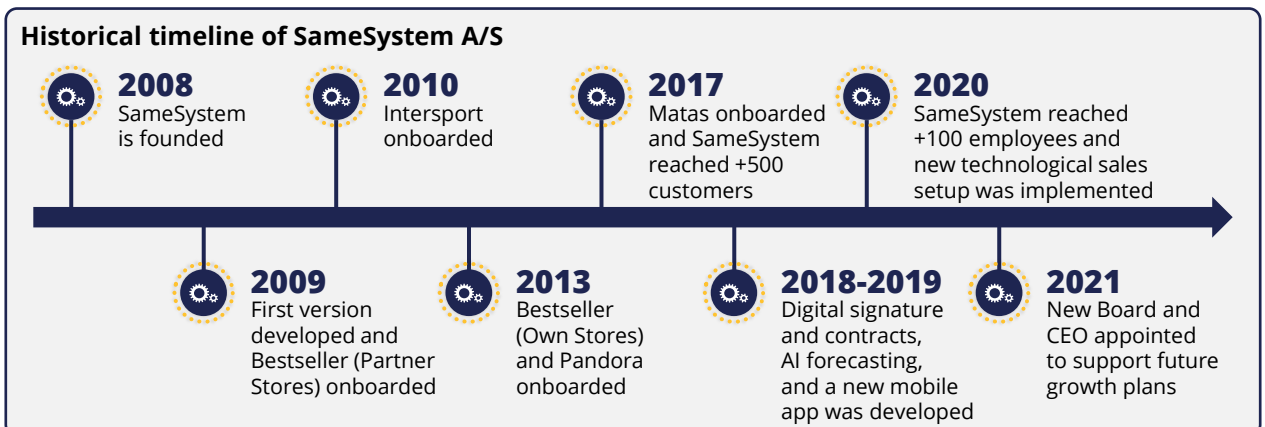 Historical timeline of SameSystem A/S
2008
SameSystem
is founded
2010
Intersport
onboarded
2017
Matas onboarded
and SameSystem
reached +500
customers
2020
SameSystem reached
+100 employees and
new technological sales
setup was implemented
2009
First version
developed and
Bestseller (Partner
Stores) onboarded
2013
Bestseller
(Own Stores)
and Pandora
onboarded
2018-2019
Digital signature
and contracts,
AI forecasting,
and a new mobile
app was developed
2021
New Board and
CEO appointed
to support future
growth plans